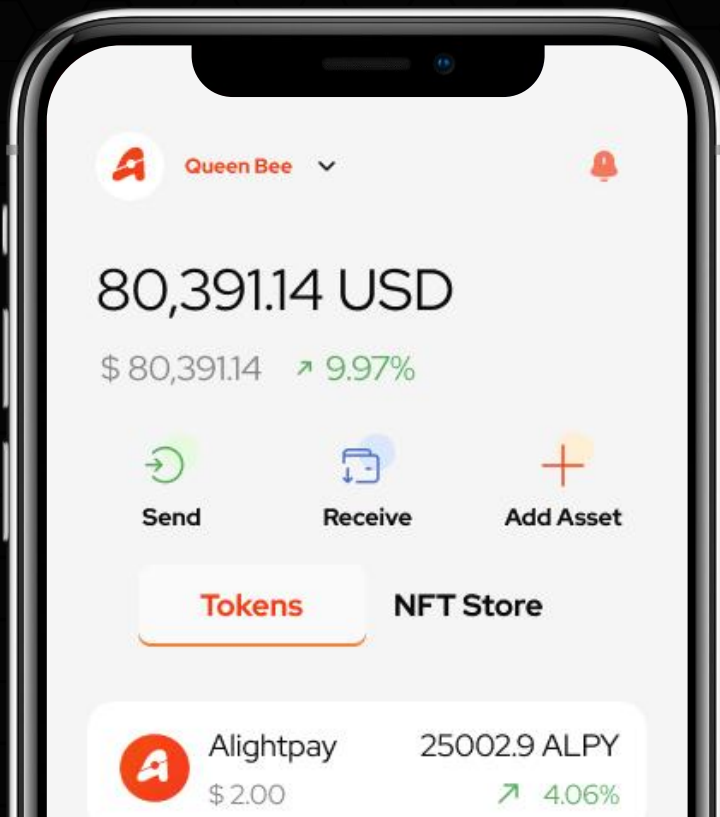 Queen Bee
80,391.14 USD
$ 80,391.14 9.97%
Send Receive Add Asset
Tokens NFT Store
Alightpay 25002.9 ALPY
$ 2.00 4.06%